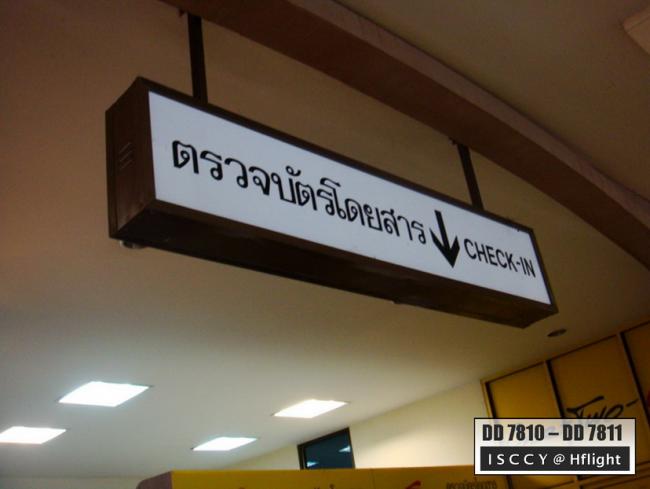 ตรวจบัตรโดยสาร ↓ CHECK-IN
Two-
DD 7810 – DD 7811
ISCCY @ Hflight